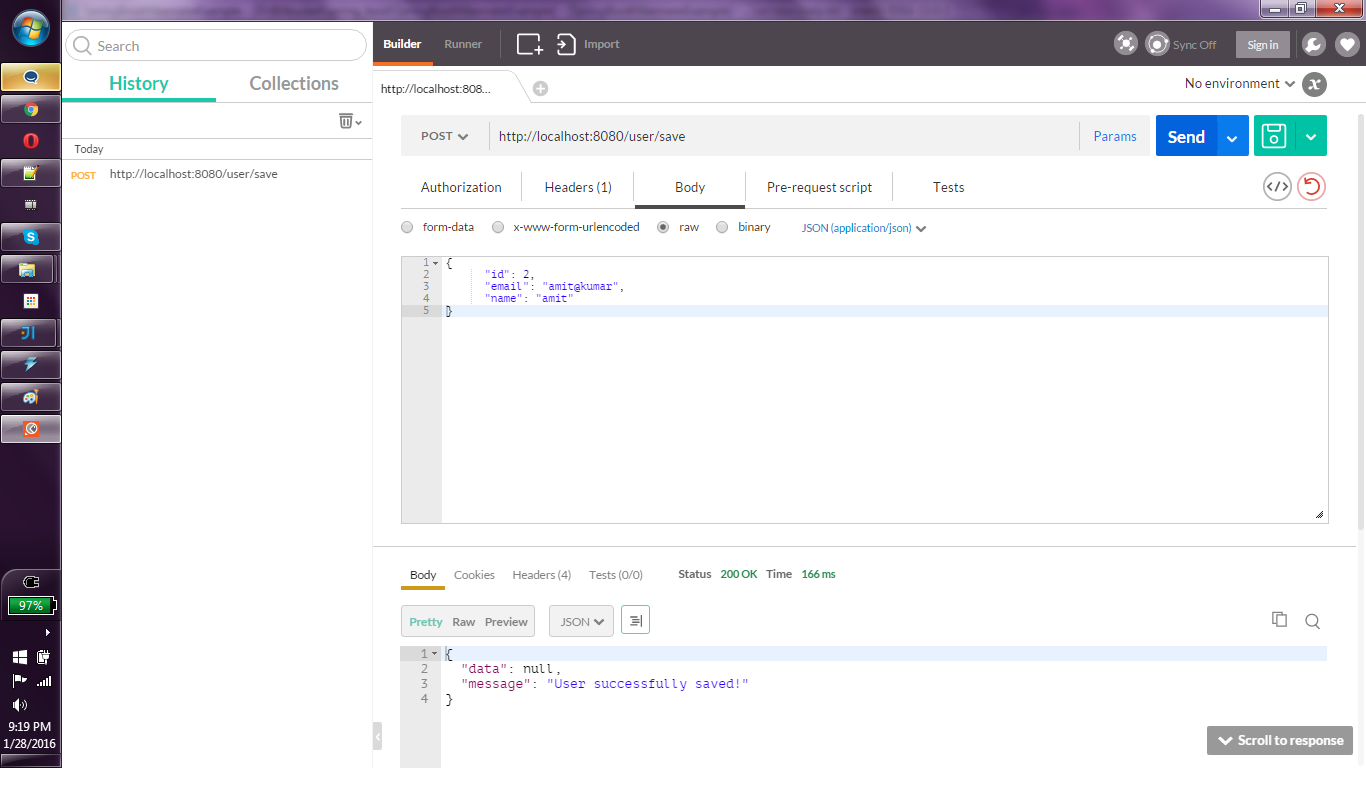 Search
Builder
Runner
Import
Sync Off
Sign in
History
Collections
http://localhost:808...
No environment
Today
POST http://localhost:8080/user/save
POST
http://localhost:8080/user/save
Params
Send
Authorization
Headers (1)
Body
Pre-request script
Tests
form-data
x-www-form-urlencoded
raw
binary
JSON (application/json)
1 {
2 "id": 2,
3 "email": "amit@kumar",
4 "name": "amit"
5 }
Body
Cookies
Headers (4)
Tests (0/0)
Status 200 OK Time 166 ms
Pretty
Raw
Preview
JSON
1 {
2 "data": null,
3 "message": "User successfully saved!"
4 }
Scroll to response
97%
9:19 PM
1/28/2016